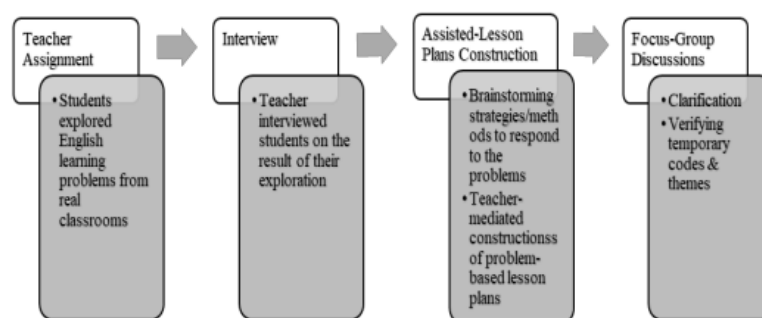 Teacher
Assignment
• Students
explored
English
learning
problems from
real
classrooms
Interview
• Teacher
interviewed
students on the
result of their
exploration
Assisted-Lesson
Plans Construction
• Brainstorming
strategies/meth
ods to respond
to the
problems
• Teacher-
mediated
constructionss
of problem-
based lesson
plans
Focus-Group
Discussions
• Clarification
• Verifying
temporary
codes &
themes